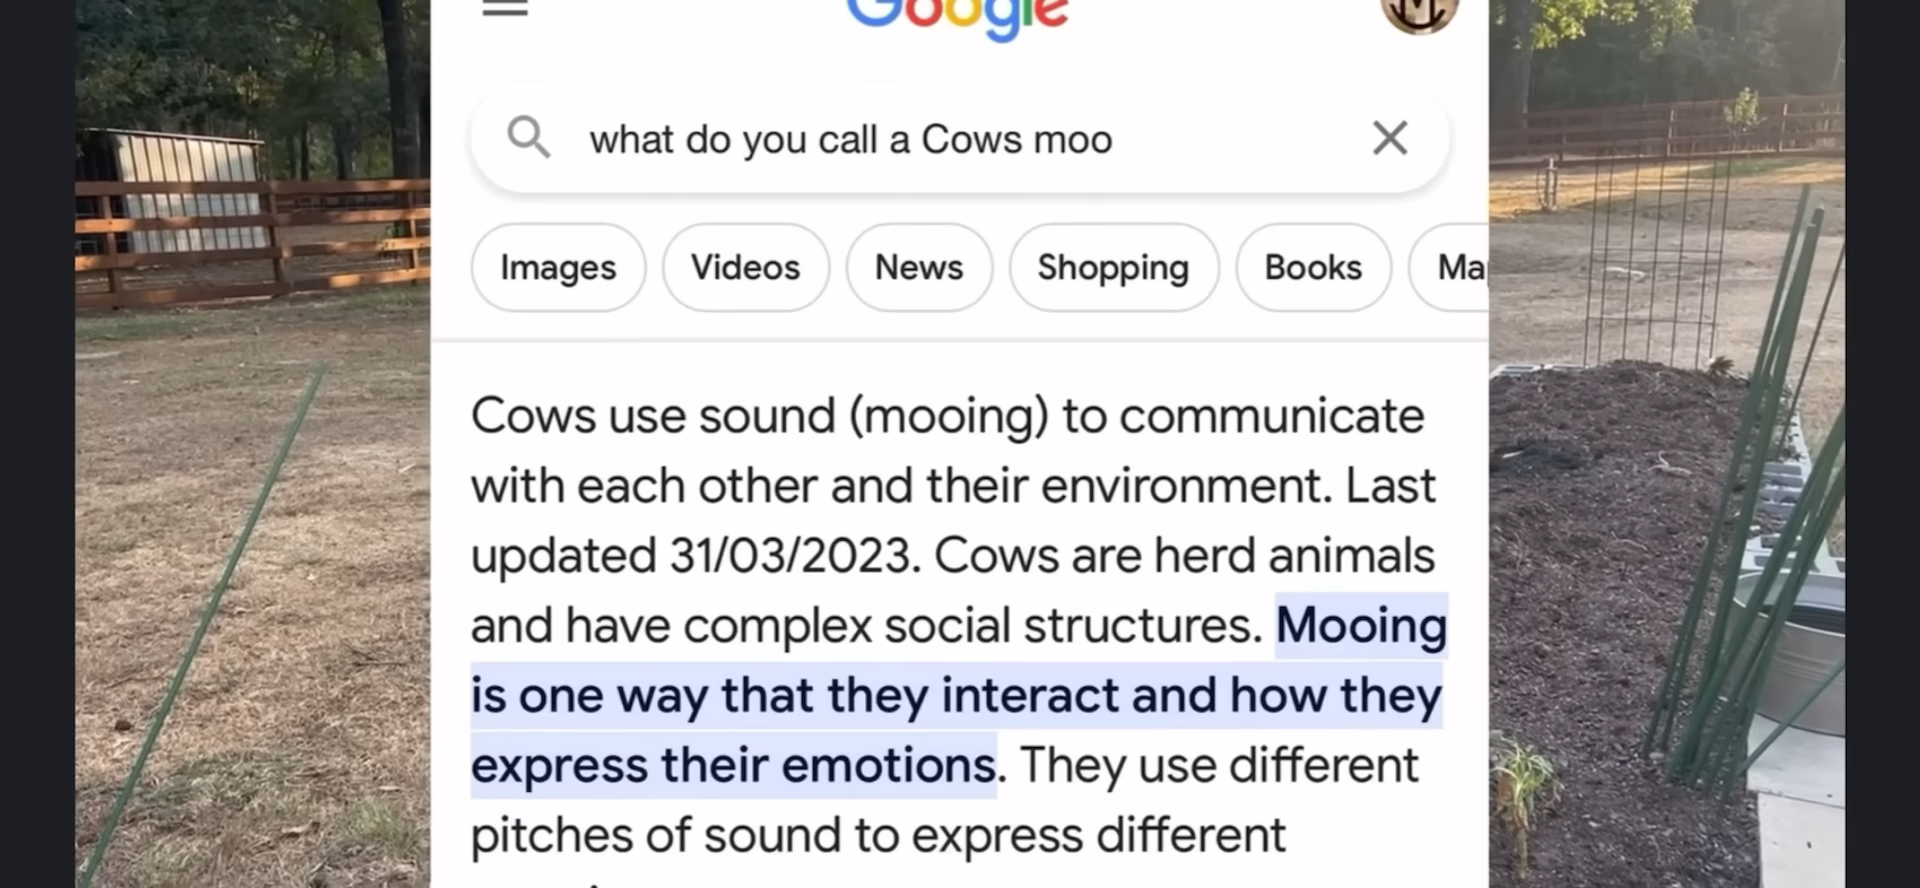 Google
what do you call a Cows moo
Images Videos News Shopping Books
Cows use sound (mooing) to communicate
with each other and their environment. Last
updated 31/03/2023. Cows are herd animals
and have complex social structures. Mooing
is one way that they interact and how they
express their emotions. They use different
pitches of sound to express different